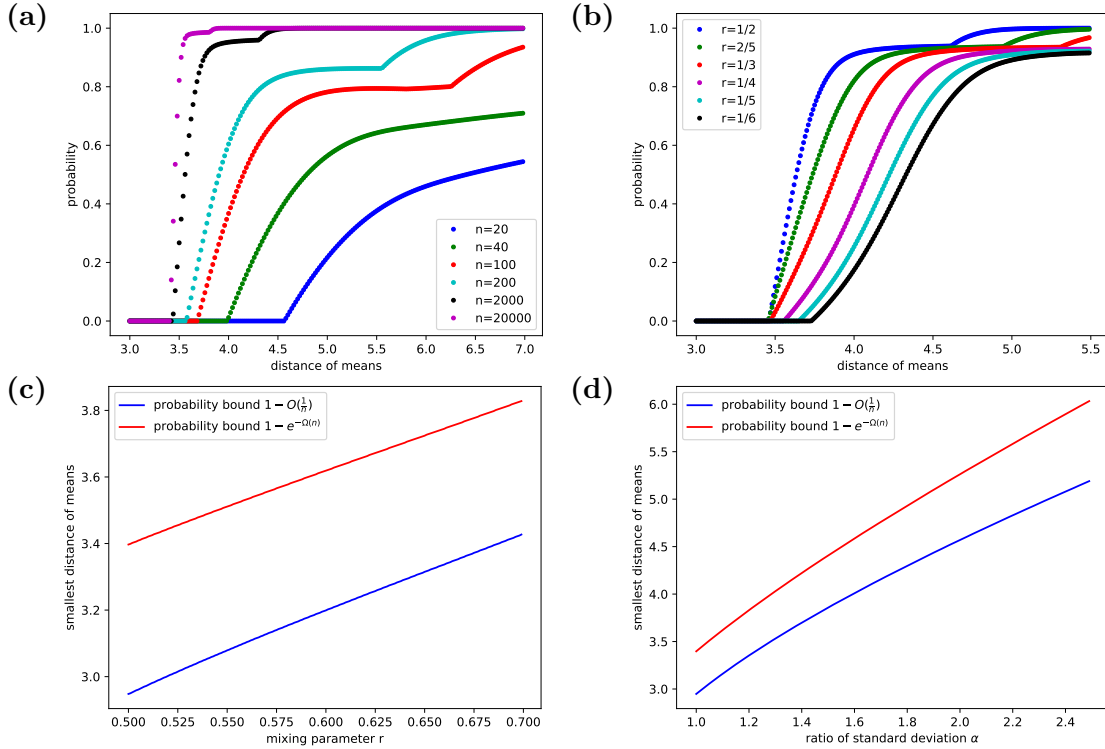 (a)
probability
1.0
0.8
0.6
0.4
0.2
0.0
n=20
n=40
n=100
n=200
n=2000
n=20000
3.0 3.5 4.0 4.5 5.0 5.5 6.0 6.5 7.0
distance of means
(b)
probability
1.0
0.8
0.6
0.4
0.2
0.0
r=1/2
r=2/5
r=1/3
r=1/4
r=1/5
r=1/6
3.0 3.5 4.0 4.5 5.0 5.5
distance of means
(c)
smallest distance of means
3.8
3.6
3.4
3.2
3.0
probability bound $1 - O(\frac{1}{n})$
probability bound $1 - e^{-\Omega(n)}$
0.500 0.525 0.550 0.575 0.600 0.625 0.650 0.675 0.700
mixing parameter r
(d)
smallest distance of means
6.0
5.5
5.0
4.5
4.0
3.5
3.0
probability bound $1 - O(\frac{1}{n})$
probability bound $1 - e^{-\Omega(n)}$
1.0 1.2 1.4 1.6 1.8 2.0 2.2 2.4
ratio of standard deviation α